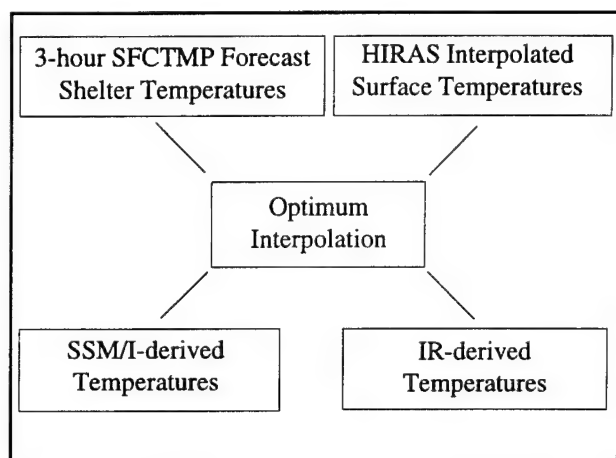 3-hour SFCTMP Forecast
Shelter Temperatures
HIRAS Interpolated
Surface Temperatures
Optimum
Interpolation
SSM/I-derived
Temperatures
IR-derived
Temperatures